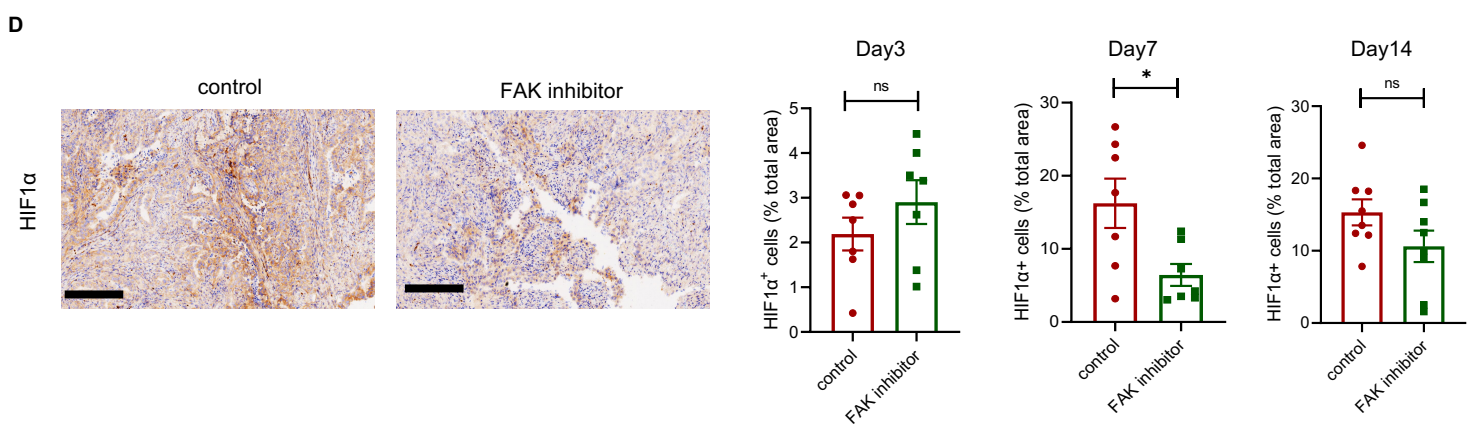 D
control
FAK inhibitor
HIF1α
Day3
ns
HIF1α⁺ cells (% total area)
5
4
3
2
1
0
control
FAK inhibitor
Day7
*
HIF1α+ cells (% total area)
30
20
10
0
control
FAK inhibitor
Day14
ns
HIF1α+ cells (% total area)
30
20
10
0
control
FAK inhibitor